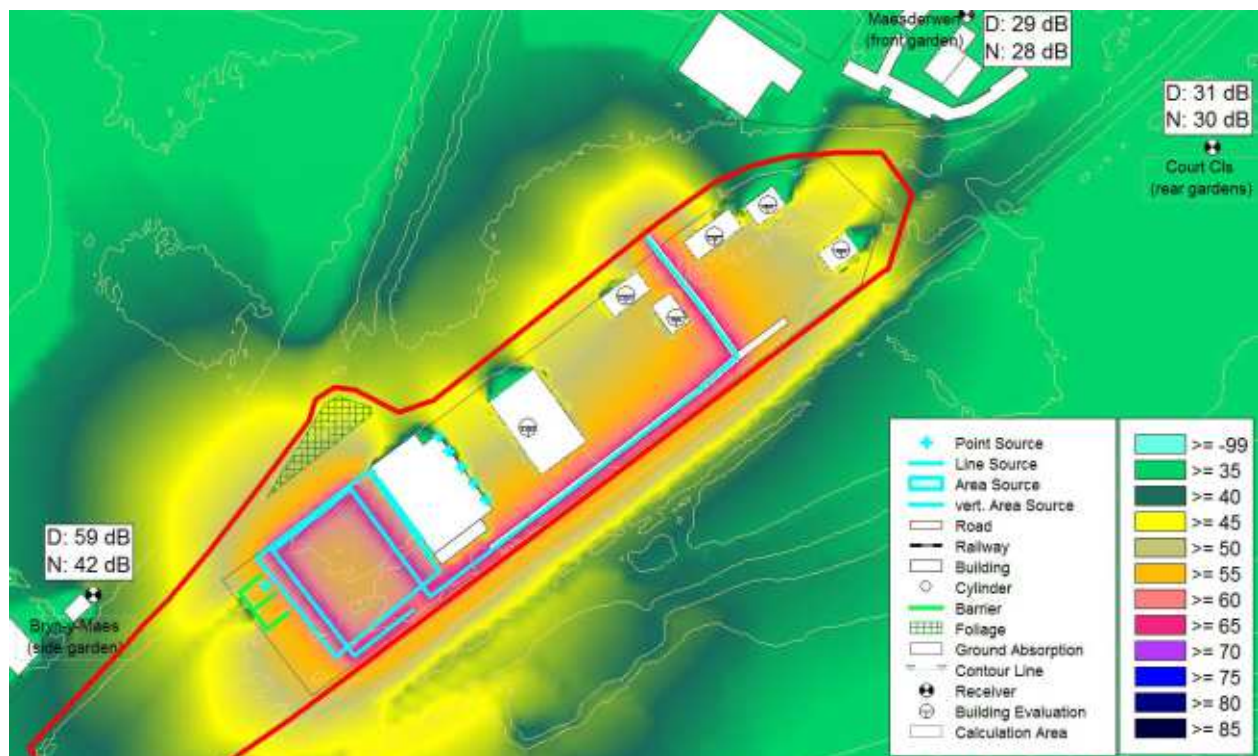 Maesderwen
(front garden)
D: 29 dB
N: 28 dB
D: 31 dB
N: 30 dB
Court Cls
(rear gardens)
D: 59 dB
N: 42 dB
Bryn-y-Maes
(side garden)
Point Source
Line Source
Area Source
vert. Area Source
Road
Railway
Building
Cylinder
Barrier
Foliage
Ground Absorption
Contour Line
Receiver
Building Evaluation
Calculation Area
>= -99
>= 35
>= 40
>= 45
>= 50
>= 55
>= 60
>= 65
>= 70
>= 75
>= 80
>= 85